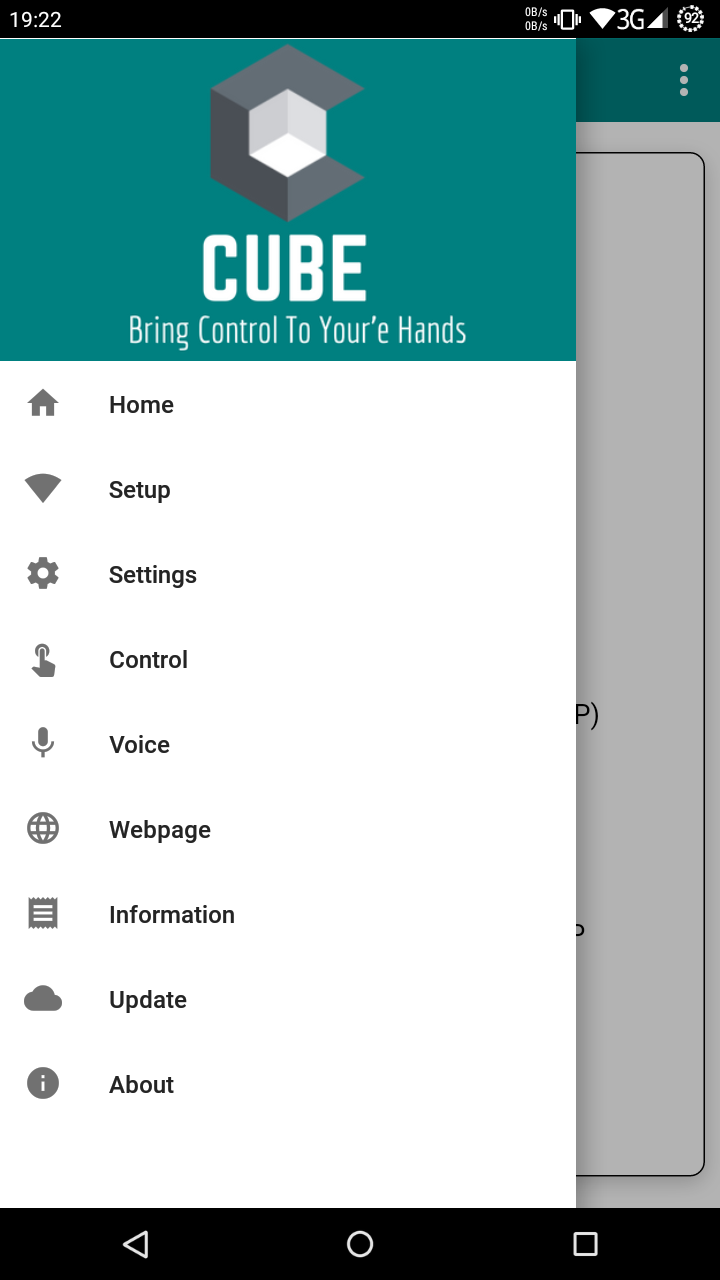 19:22
0B/s
0B/s
3G
92
CUBE
Bring Control To Your'e Hands
Home
Setup
Settings
Control
Voice
P)
Webpage
Information
P
Update
About